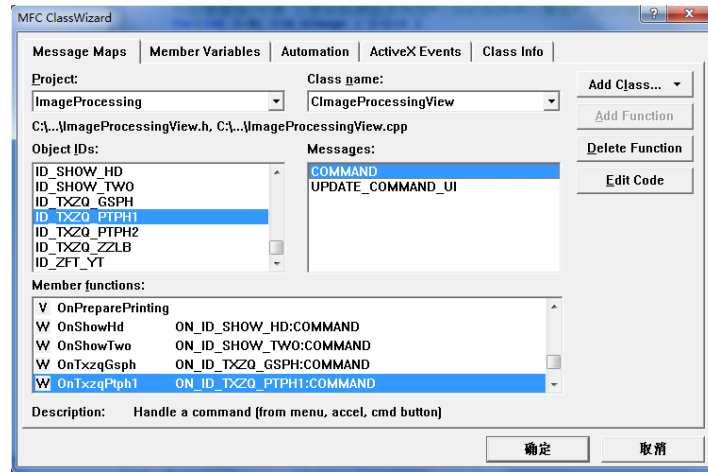 MFC ClassWizard
Message Maps Member Variables Automation ActiveX Events Class Info
Project: Class name:
ImageProcessing CImageProcessingView
Add Class...
C:\...\ImageProcessingView.h, C:\...\ImageProcessingView.cpp
Add Function
Object IDs: Messages:
Delete Function
ID_SHOW_HD COMMAND
ID_SHOW_TWO UPDATE_COMMAND_UI
Edit Code
ID_TXZQ_GSPH
ID_TXZQ_PTPH1
ID_TXZQ_PTPH2
ID_TXZQ_ZZLB
ID_ZFT_YT
Member functions:
V OnPreparePrinting
W OnShowHd ON_ID_SHOW_HD:COMMAND
W OnShowTwo ON_ID_SHOW_TWO:COMMAND
W OnTxzqGsph ON_ID_TXZQ_GSPH:COMMAND
W OnTxzqPtph1 ON_ID_TXZQ_PTPH1:COMMAND
Description: Handle a command (from menu, accel, cmd button)
确定 取消